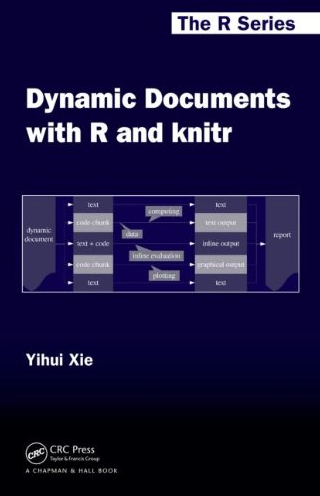 The R Series
Dynamic Documents
with R and knitr
text
text
computing
code chunk
text output
dynamic
document
data
text + code
inline output
report
inline evaluation
code chunk
graphical output
plotting
text
text
Yihui Xie
CRC
CRC Press
Taylor & Francis Group
A CHAPMAN & HALL BOOK